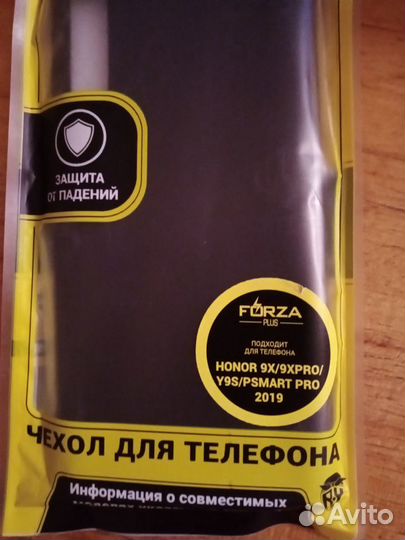 ЗАЩИТА
ОТ ПАДЕНИЙ
FORZA
PLUS
ПОДХОДИТ
ДЛЯ ТЕЛЕФОНА
HONOR 9X/9XPRO/
Y9S/PSMART PRO
2019
ЧЕХОЛ ДЛЯ ТЕЛЕФОНА
Информация о совместимых
Avito